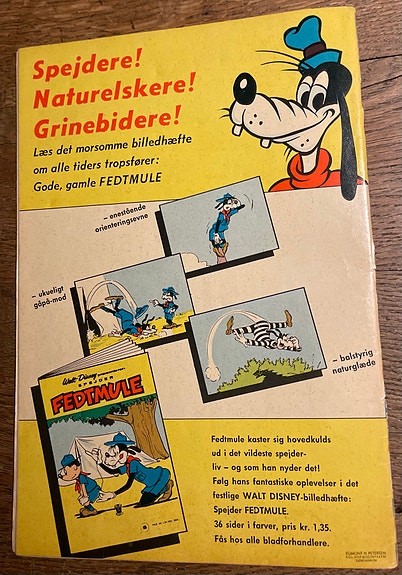 Spejdere!
Naturelskere!
Grinebidere!
Læs det morsomme billedhæfte
om alle tiders tropsfører:
Gode, gamle FEDTMULE
– enestående
orienteringsevne
– ukueligt
gåpå-mod
– balstyrig
naturglæde
Walt Disney
SPEJDER
FEDTMULE
Fedtmule kaster sig hovedkulds
ud i det vildeste spejder-
liv – og som han nyder det!
Følg hans fantastiske oplevelser i det
festlige WALT DISNEY-billedhæfte:
Spejder FEDTMULE.
36 sider i farver, pris kr. 1,35.
Fås hos alle bladforhandlere.
EGMONT H. PETERSEN